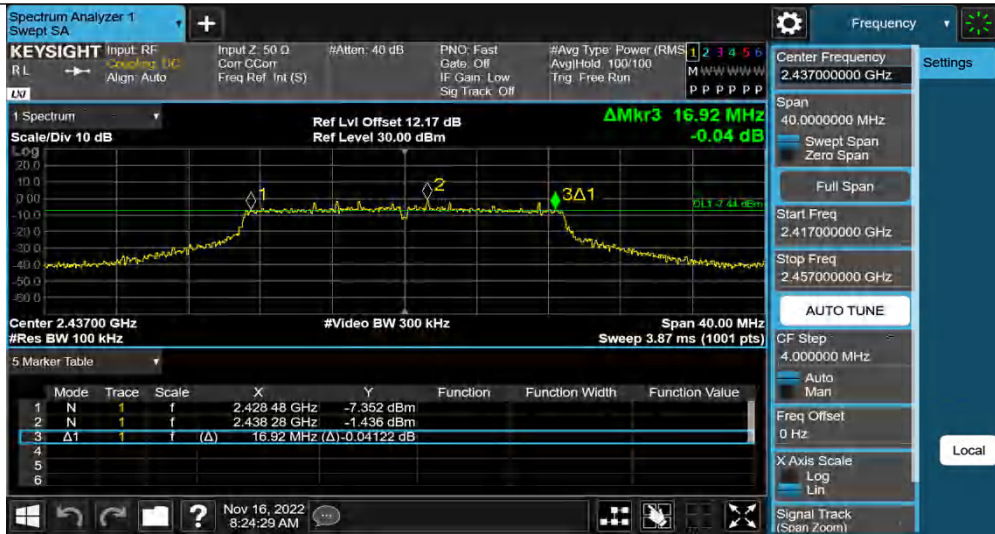 Spectrum Analyzer 1
Swept SA
+
Frequency
KEYSIGHT Input: RF
RL
Coupling: DC
Align: Auto
LXI
Input Z: 50 Ω
Corr CCorr
Freq Ref: Int (S)
#Atten: 40 dB
PNO: Fast
Gate: Off
IF Gain: Low
Sig Track: Off
#Avg Type: Power (RMS
Avg|Hold: 100/100
Trig: Free Run
1 2 3 4 5 6
M W W W W W
P P P P P P
1 Spectrum
Scale/Div 10 dB
Ref Lvl Offset 12.17 dB
Ref Level 30.00 dBm
ΔMkr3 16.92 MHz
-0.04 dB
Log
20.0
10.0
0.00
-10.0
-20.0
-30.0
-40.0
-50.0
-60.0
1
2
3Δ1
DL1 -7.44 dBm
Center 2.43700 GHz
#Video BW 300 kHz
Span 40.00 MHz
#Res BW 100 kHz
Sweep 3.87 ms (1001 pts)
5 Marker Table
Mode Trace Scale X Y Function Function Width Function Value
1 N 1 f 2.428 48 GHz -7.352 dBm
2 N 1 f 2.438 28 GHz -1.436 dBm
3 Δ1 1 f (Δ) 16.92 MHz (Δ) -0.04122 dB
4
5
6
?
Nov 16, 2022
8:24:29 AM
Center Frequency
2.437000000 GHz
Span
40.0000000 MHz
Swept Span
Zero Span
Full Span
Start Freq
2.417000000 GHz
Stop Freq
2.457000000 GHz
AUTO TUNE
CF Step
4.000000 MHz
Auto
Man
Freq Offset
0 Hz
X Axis Scale
Log
Lin
Signal Track
(Span Zoom)
Settings
Local